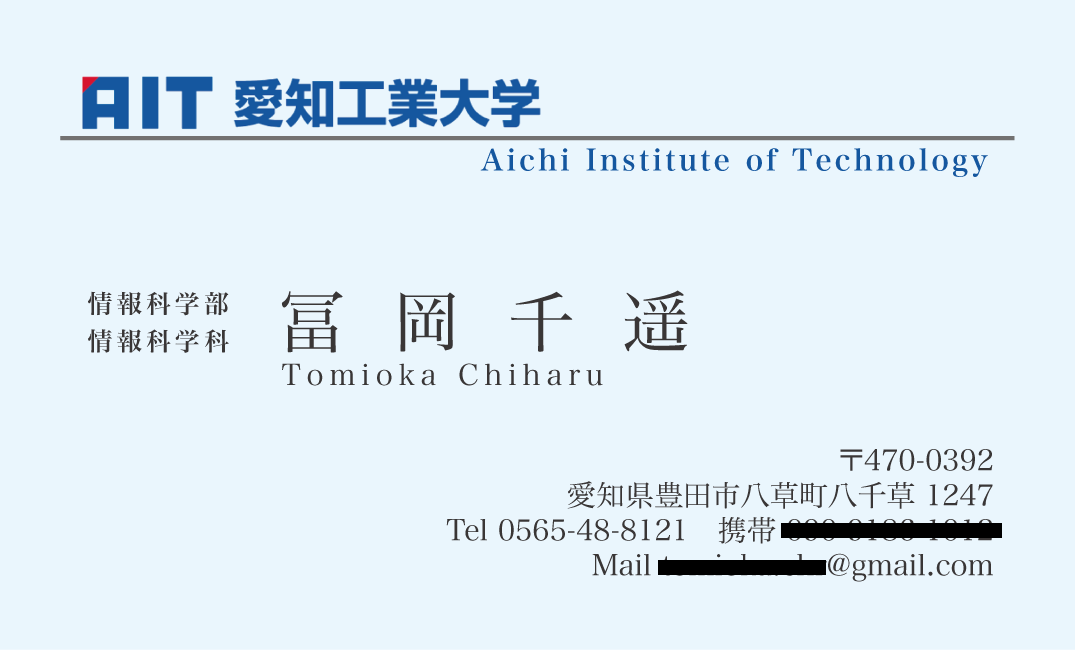 AIT 愛知工業大学
Aichi Institute of Technology
情報科学部
情報科学科
冨岡千遥
Tomioka Chiharu
〒470-0392
愛知県豊田市八草町八千草 1247
Tel 0565-48-8121 携帯
Mail @gmail.com